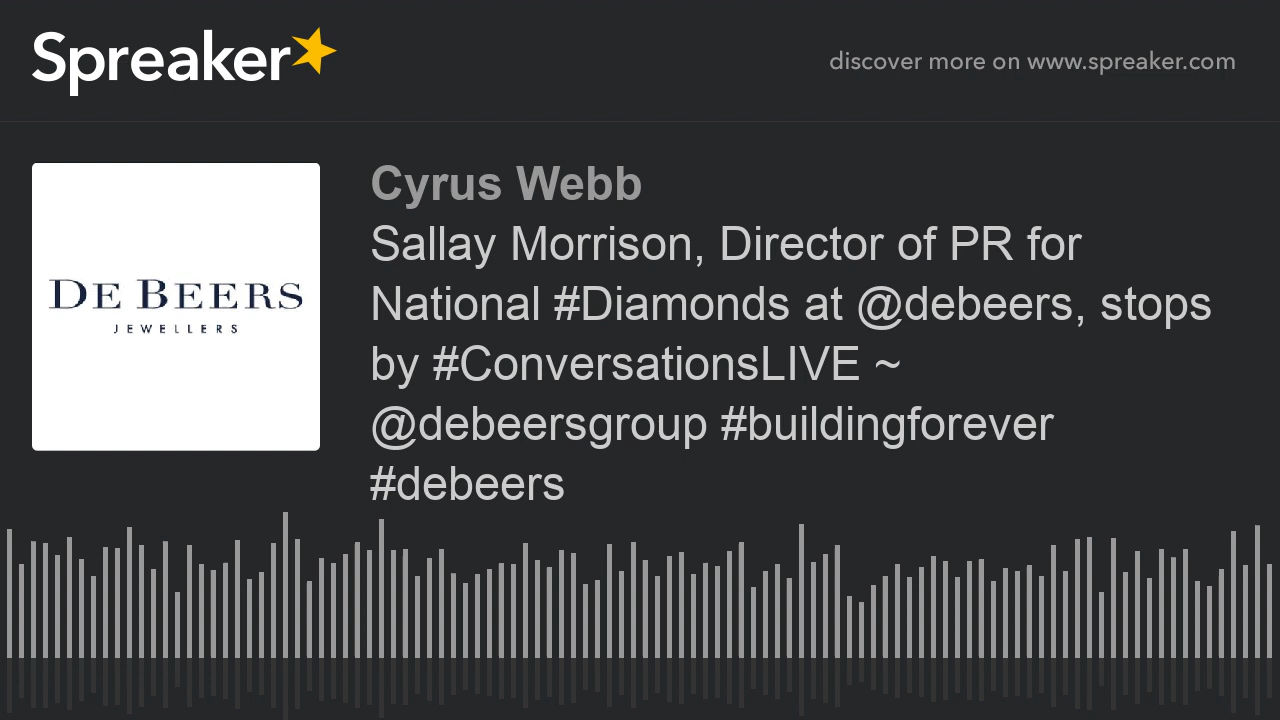 Spreaker
discover more on www.spreaker.com
DE BEERS
JEWELLERS
Cyrus Webb
Sallay Morrison, Director of PR for
National #Diamonds at @debeers, stops
by #ConversationsLIVE ~
@debeersgroup #buildingforever
#debeers